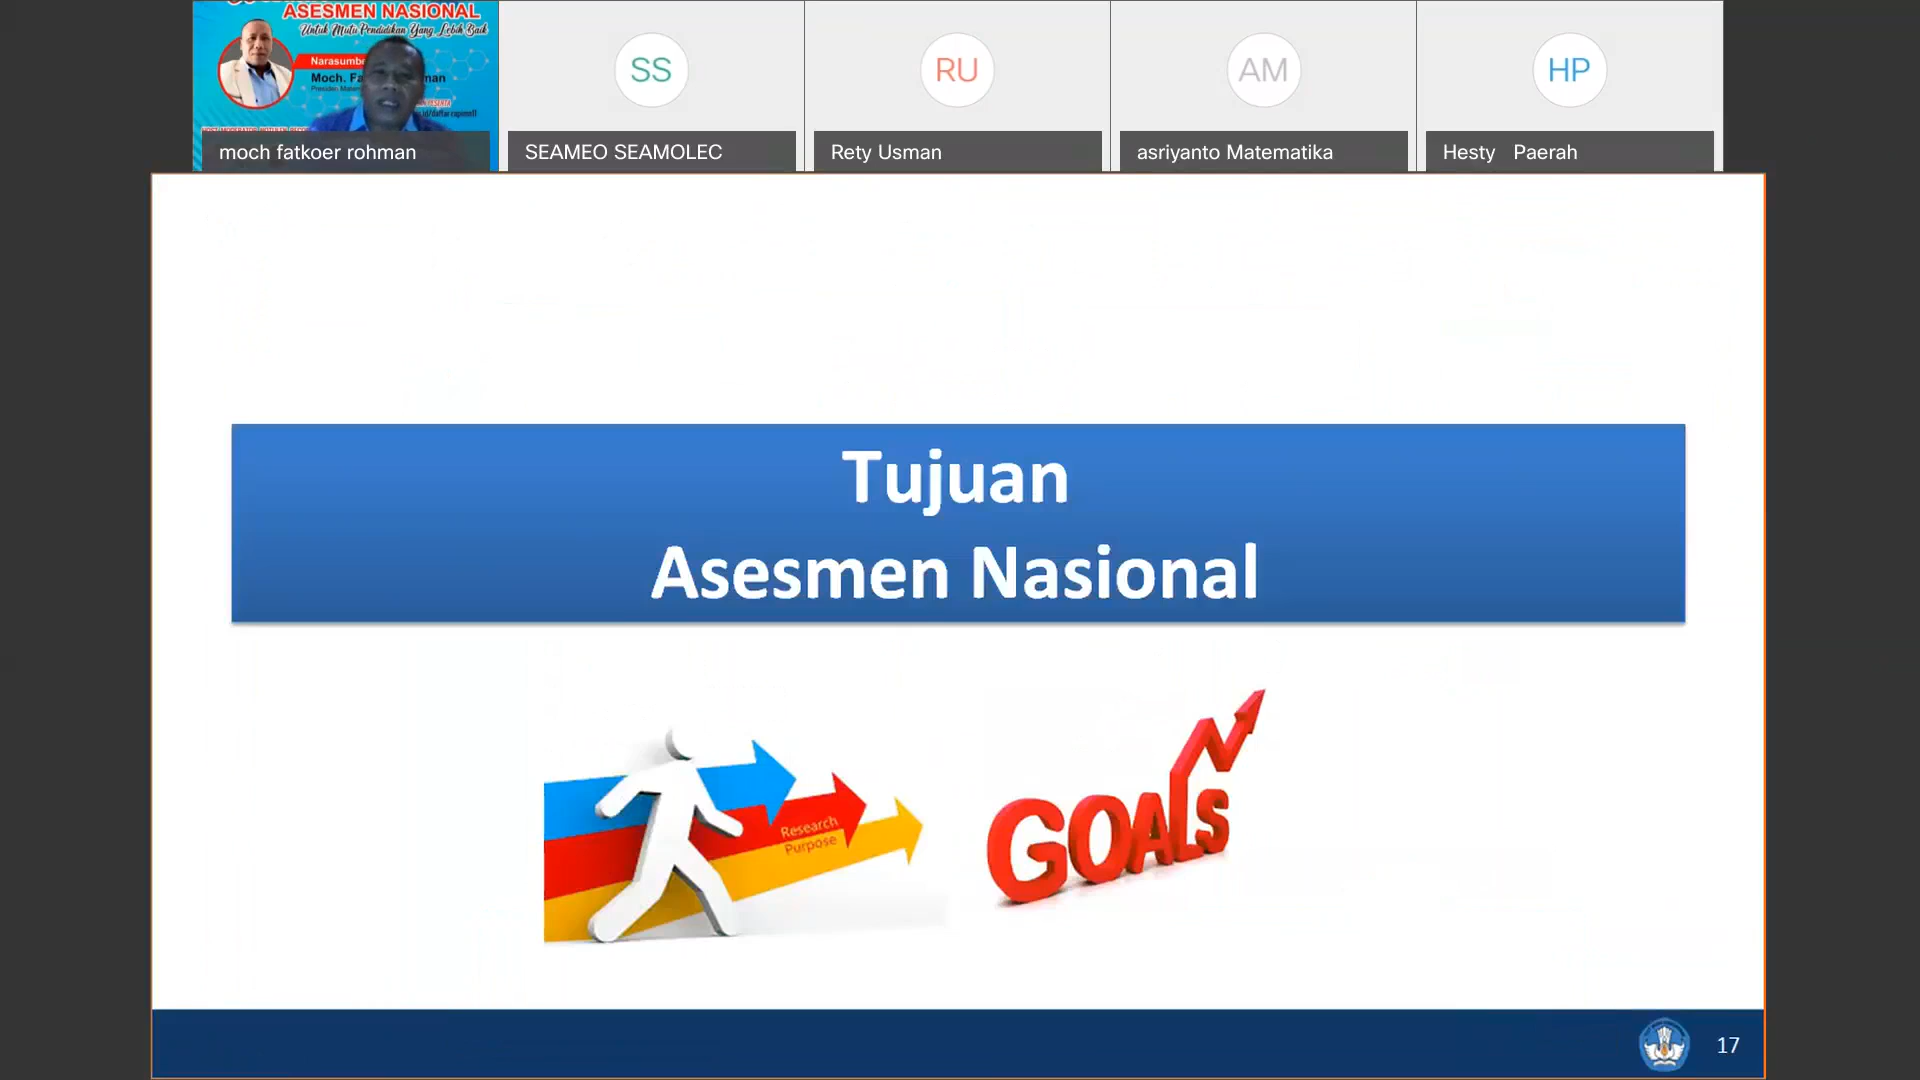 ASESMEN NASIONAL
Untuk Mutu Pendidikan Yang Lebih Baik
Moch. Fa man
moch fatkoer rohman
SS
SEAMEO SEAMOLEC
RU
Rety Usman
AM
asriyanto Matematika
HP
Hesty Paerah
Tujuan
Asesmen Nasional
Research
Purpose
GOALS
17